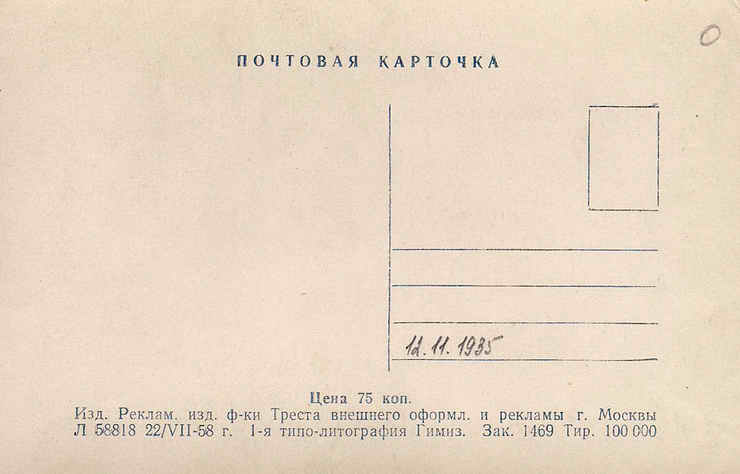 ПОЧТОВАЯ КАРТОЧКА
12.11.1935
Цена 75 коп.
Изд. Реклам. изд. ф-ки Треста внешнего оформл. и рекламы г. Москвы
Л 58818 22/VII-58 г. 1-я типо-литография Гимиз. Зак. 1469 Тир. 100 000